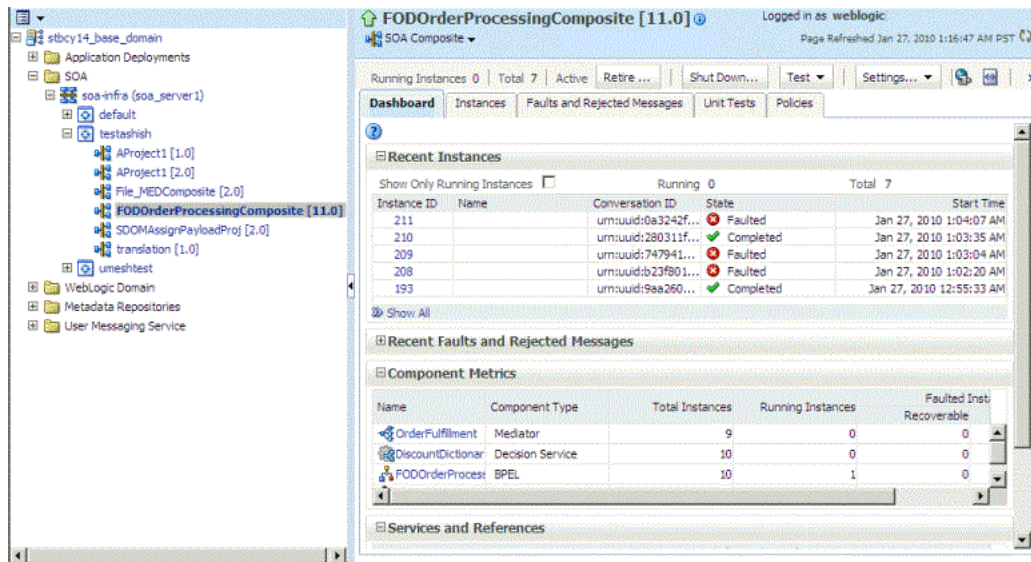 stbcy14_base_domain
Application Deployments
SOA
soa-infra (soa_server1)
default
testashish
AProject1 [1.0]
AProject1 [2.0]
File_MEDComposite [2.0]
FODOrderProcessingComposite [11.0]
SDOMAssignPayloadProj [2.0]
translation [1.0]
umeshtest
WebLogic Domain
Metadata Repositories
User Messaging Service
FODOrderProcessingComposite [11.0] Logged in as weblogic
SOA Composite Page Refreshed Jan 27, 2010 1:16:47 AM PST
Running Instances 0 Total 7 Active Retire ... Shut Down... Test Settings...
Dashboard Instances Faults and Rejected Messages Unit Tests Policies
Recent Instances
Show Only Running Instances Running 0 Total 7
Instance ID Name Conversation ID State Start Time
211 urn:uuid:0a3242f... Faulted Jan 27, 2010 1:04:07 AM
210 urn:uuid:280311f... Completed Jan 27, 2010 1:03:35 AM
209 urn:uuid:747941... Faulted Jan 27, 2010 1:03:04 AM
208 urn:uuid:b23f801... Faulted Jan 27, 2010 1:02:20 AM
193 urn:uuid:9aa260... Completed Jan 27, 2010 12:55:33 AM
Show All
Recent Faults and Rejected Messages
Component Metrics
Faulted Inst
Name Component Type Total Instances Running Instances Recoverable
OrderFulfillment Mediator 9 0 0
DiscountDictionar Decision Service 10 0 0
FODOrderProcess BPEL 10 1 0
Services and References